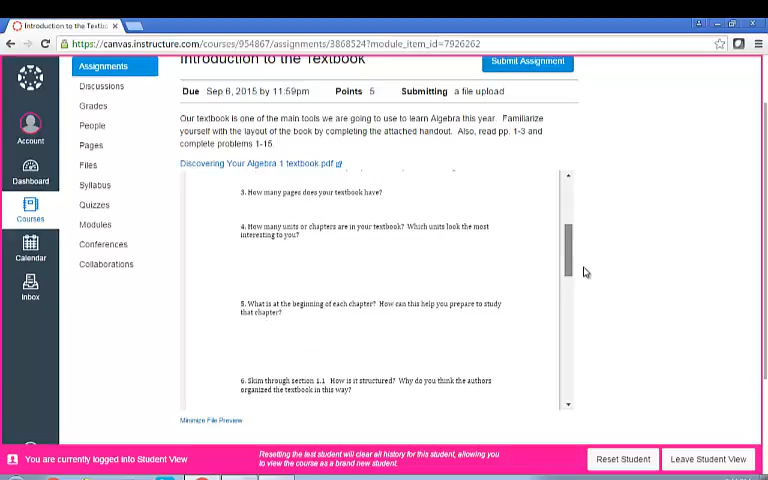 Introduction to the Textbo
https://canvas.instructure.com/courses/954867/assignments/3868524?module_item_id=7926262
Assignments
Discussions
Grades
People
Pages
Files
Syllabus
Quizzes
Modules
Conferences
Collaborations
Account
Dashboard
Courses
Calendar
Inbox
Introduction to the Textbook
Submit Assignment
Due Sep 6, 2015 by 11:59pm Points 5 Submitting a file upload
Our textbook is one of the main tools we are going to use to learn Algebra this year. Familiarize
yourself with the layout of the book by completing the attached handout. Also, read pp. 1-3 and
complete problems 1-15.
Discovering Your Algebra 1 textbook.pdf
3. How many pages does your textbook have?
4. How many units or chapters are in your textbook? Which units look the most
interesting to you?
5. What is at the beginning of each chapter? How can this help you prepare to study
that chapter?
6. Skim through section 1.1 How is it structured? Why do you think the authors
organized the textbook in this way?
Minimize File Preview
You are currently logged into Student View
Resetting the test student will clear all history for this student, allowing
you to view the course as a brand new student.
Reset Student
Leave Student View